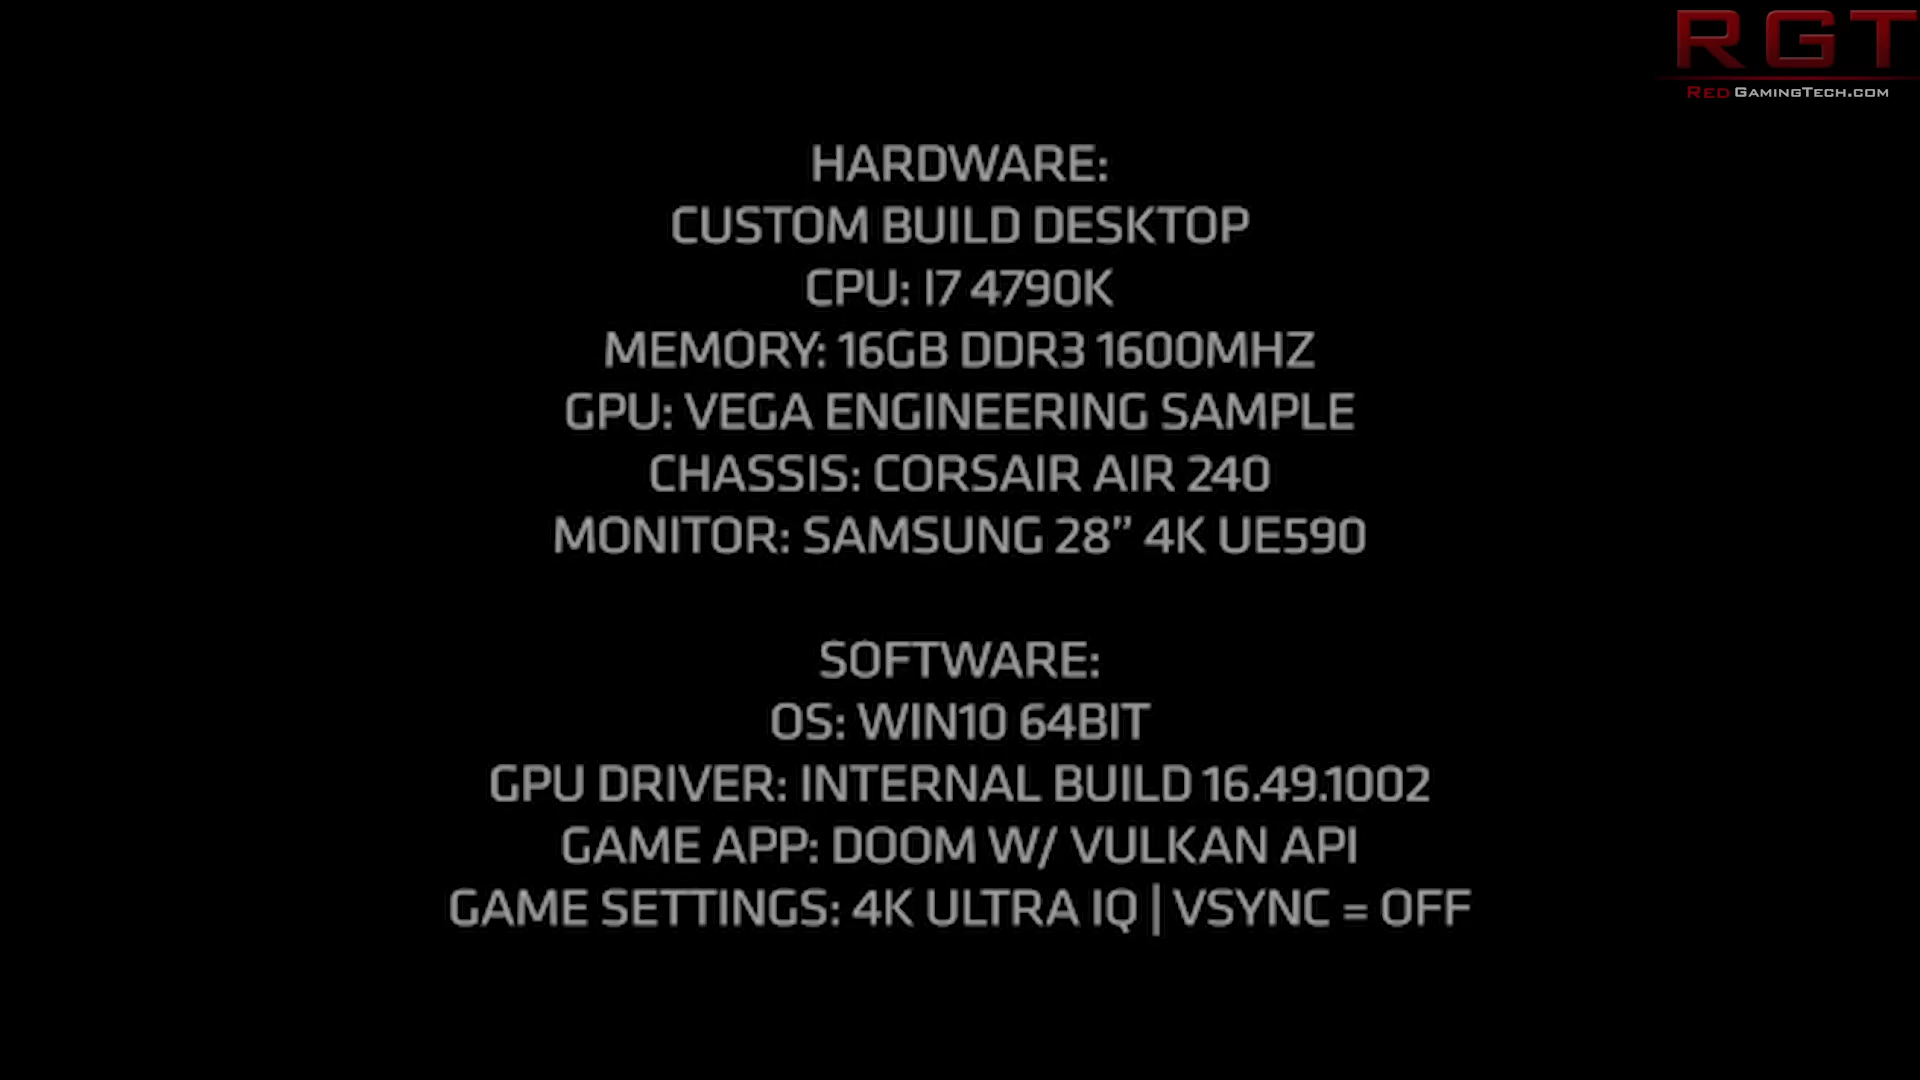 RGT
RED GAMINGTECH.COM
HARDWARE:
CUSTOM BUILD DESKTOP
CPU: I7 4790K
MEMORY: 16GB DDR3 1600MHZ
GPU: VEGA ENGINEERING SAMPLE
CHASSIS: CORSAIR AIR 240
MONITOR: SAMSUNG 28” 4K UE590
SOFTWARE:
OS: WIN10 64BIT
GPU DRIVER: INTERNAL BUILD 16.49.1002
GAME APP: DOOM W/ VULKAN API
GAME SETTINGS: 4K ULTRA IQ | VSYNC = OFF